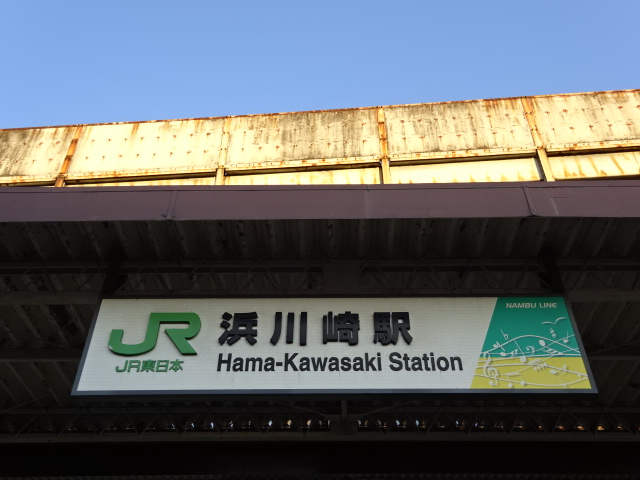 JR
JR東日本
浜川崎駅
Hama-Kawasaki Station
NAMBU LINE